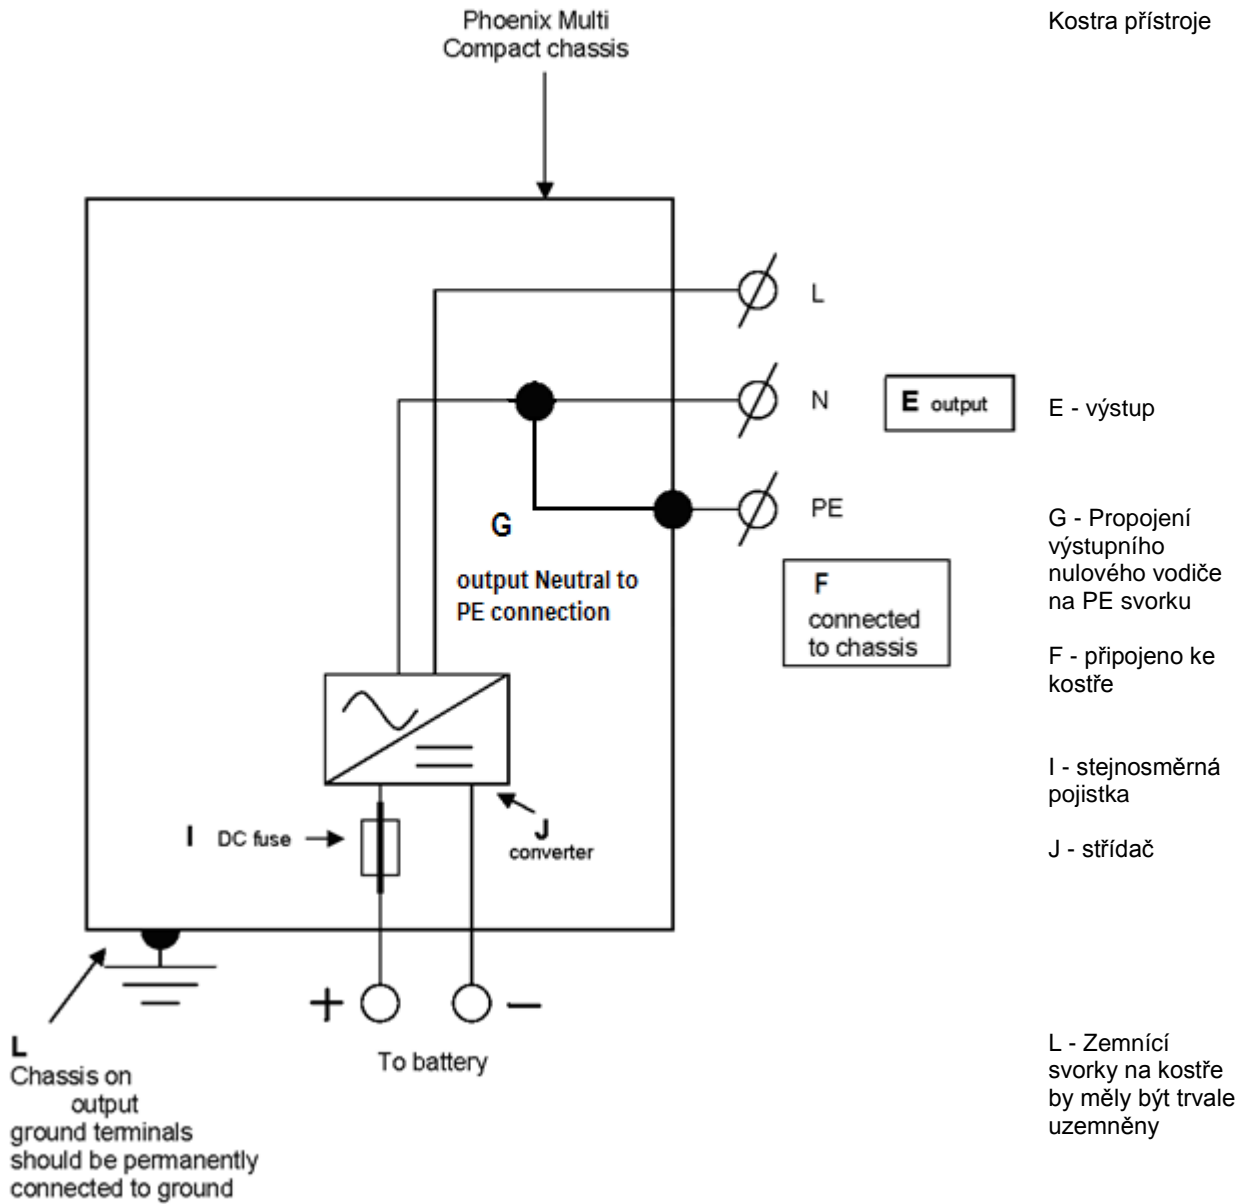 Phoenix Multi
Compact chassis
Kostra přístroje
L
N
E output
E - výstup
PE
G
output Neutral to
PE connection
G - Propojení
výstupního
nulového vodiče
na PE svorku
F
connected
to chassis
F - připojeno ke
kostře
I - stejnosměrná
pojistka
I DC fuse
J
converter
J - střídač
+
−
To battery
L
Chassis on
output
ground terminals
should be permanently
connected to ground
L - Zemnící
svorky na kostře
by měly být trvale
uzemněny